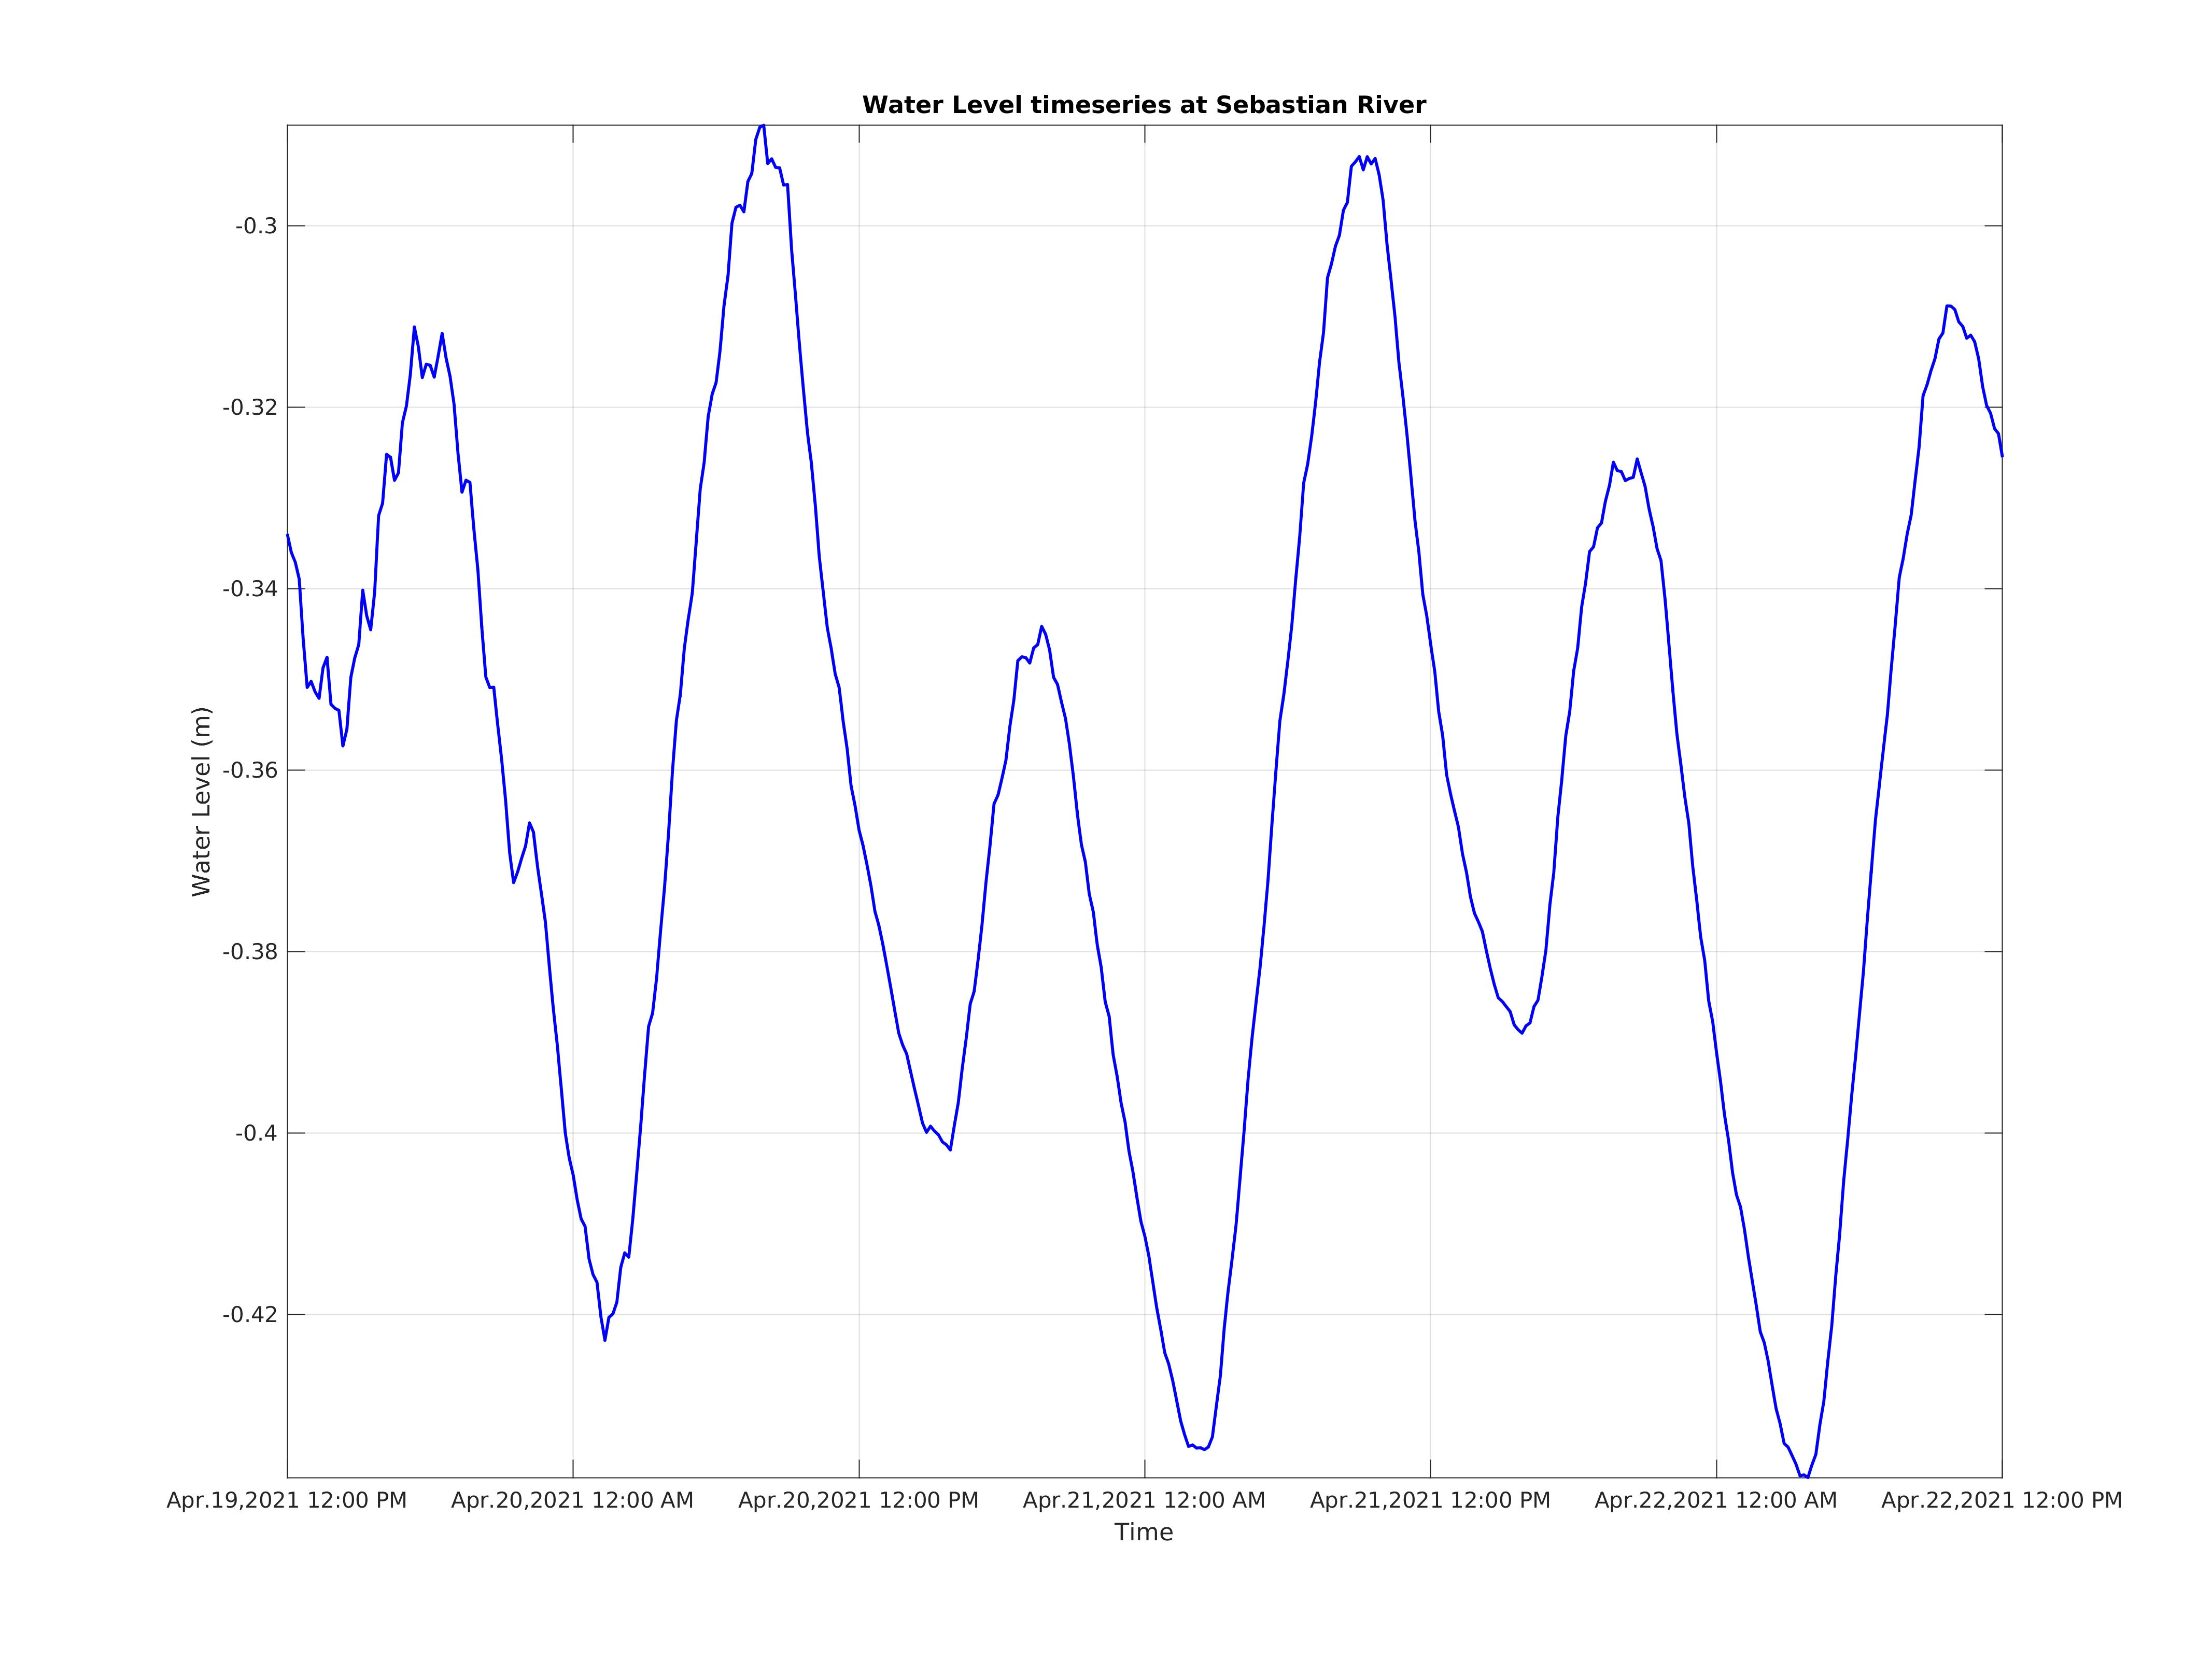 Water Level timeseries at Sebastian River
-0.3
-0.32
-0.34
-0.36
-0.38
-0.4
-0.42
Water Level (m)
Apr.19,2021 12:00 PM Apr.20,2021 12:00 AM Apr.20,2021 12:00 PM Apr.21,2021 12:00 AM Apr.21,2021 12:00 PM Apr.22,2021 12:00 AM Apr.22,2021 12:00 PM
Time